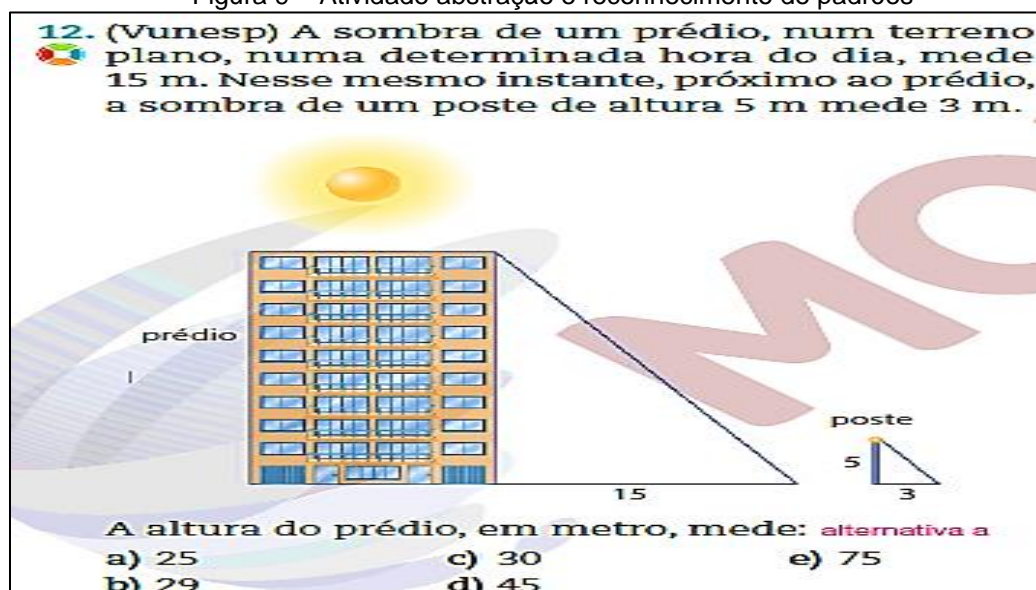 Figura 8 – Atividade abstração e reconhecimento de padrões
12. (Vunesp) A sombra de um prédio, num terreno
plano, numa determinada hora do dia, mede
15 m. Nesse mesmo instante, próximo ao prédio,
a sombra de um poste de altura 5 m mede 3 m.
prédio
poste
5
15
3
A altura do prédio, em metro, mede: alternativa a
a) 25 c) 30 e) 75
b) 29 d) 45